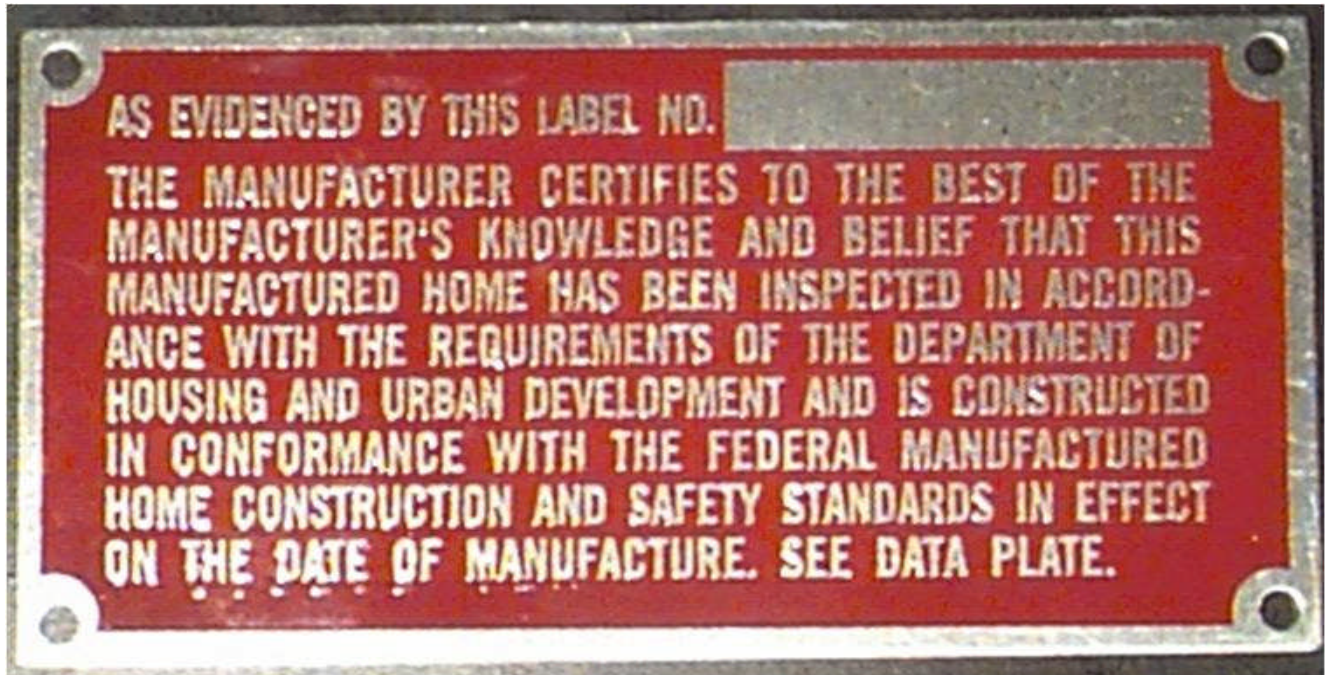 AS EVIDENCED BY THIS LABEL NO.
THE MANUFACTURER CERTIFIES TO THE BEST OF THE
MANUFACTURER'S KNOWLEDGE AND BELIEF THAT THIS
MANUFACTURED HOME HAS BEEN INSPECTED IN ACCORD-
ANCE WITH THE REQUIREMENTS OF THE DEPARTMENT OF
HOUSING AND URBAN DEVELOPMENT AND IS CONSTRUCTED
IN CONFORMANCE WITH THE FEDERAL MANUFACTURED
HOME CONSTRUCTION AND SAFETY STANDARDS IN EFFECT
ON THE DATE OF MANUFACTURE. SEE DATA PLATE.